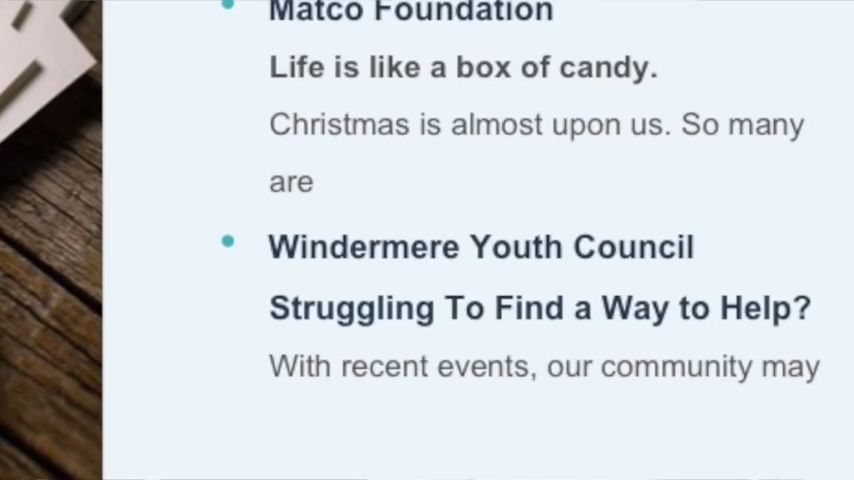 Matco Foundation
Life is like a box of candy.
Christmas is almost upon us. So many
are
Windermere Youth Council
Struggling To Find a Way to Help?
With recent events, our community may